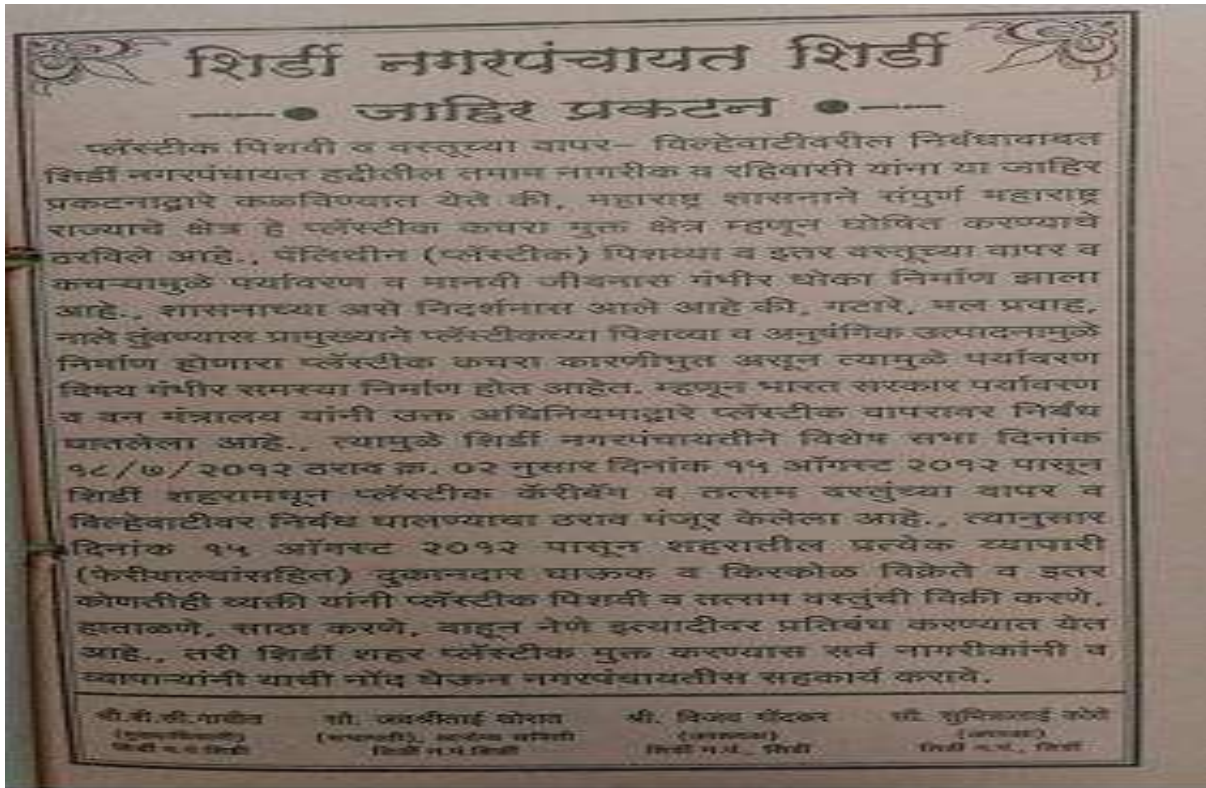 शिर्डी नगरपंचायत शिर्डी
जाहिर प्रकटन
प्लॅस्टीक पिशवी व वस्तूच्या वापर– विल्हेवाटीवरील निर्बंधाबाबत
शिर्डी नगरपंचायत हद्दीतील तमाम नागरीक व रहिवासी यांना या जाहिर
प्रकटनाद्वारे कळविण्यात येते की, महाराष्ट्र शासनाने संपुर्ण महाराष्ट्र
राज्याचे क्षेत्र हे प्लॅस्टीक कचरा मुक्त क्षेत्र म्हणून घोषित करण्याचे
ठरविले आहे., पॅलिथीन (प्लॅस्टीक) पिशव्या व इतर वस्तूच्या वापर व
कचऱ्यामुळे पर्यावरण व मानवी जीवनास गंभीर धोका निर्माण झाला
आहे., शासनाच्या असे निदर्शनास आले आहे की, गटारे, मल प्रवाह,
नाले तुंबण्यास प्रामुख्याने प्लॅस्टीकच्या पिशव्या व अनुषंगिक उत्पादनामुळे
निर्माण होणारा प्लॅस्टीक कचरा कारणीभुत असून त्यामुळे पर्यावरण
विषय गंभीर समस्या निर्माण होत आहेत. म्हणून भारत सरकार पर्यावरण
व वन मंत्रालय यांनी उक्त अधिनियमाद्वारे प्लॅस्टीक वापरावर निर्बंध
घातलेला आहे., त्यामुळे शिर्डी नगरपंचायतीने विशेष सभा दिनांक
१८/७/२०१२ ठराव क्र. ०२ नुसार दिनांक १५ ऑगस्ट २०१२ पासून
शिर्डी शहरामधून प्लॅस्टीक कॅरीबॅग व तत्सम वस्तुंच्या वापर व
विल्हेवाटीवर निर्बंध घालण्याचा ठराव मंजूर केलेला आहे., त्यानुसार
दिनांक १५ ऑगस्ट २०१२ पासून शहरातील प्रत्येक व्यापारी
(फेरीवाल्यांसहित) दुकानदार घाऊक व किरकोळ विक्रेते व इतर
कोणतीही व्यक्ती यांनी प्लॅस्टीक पिशवी व तत्सम वस्तुंची विक्री करणे,
हाताळणे, साठा करणे, वाहून नेणे इत्यादीवर प्रतिबंध करण्यात येत
आहे., तरी शिर्डी शहर प्लॅस्टीक मुक्त करण्यास सर्व नागरीकांनी व
व्यापाऱ्यांनी याची नोंद घेऊन नगरपंचायतीस सहकार्य करावे.
सौ. जयश्रीताई थोरात श्री. विजय सौ. सुमित्राताई कोते
शिर्डी न.पं.शिर्डी शिर्डी न.पं.शिर्डी शिर्डी न.पं., शिर्डी शिर्डी न.पं., शिर्डी